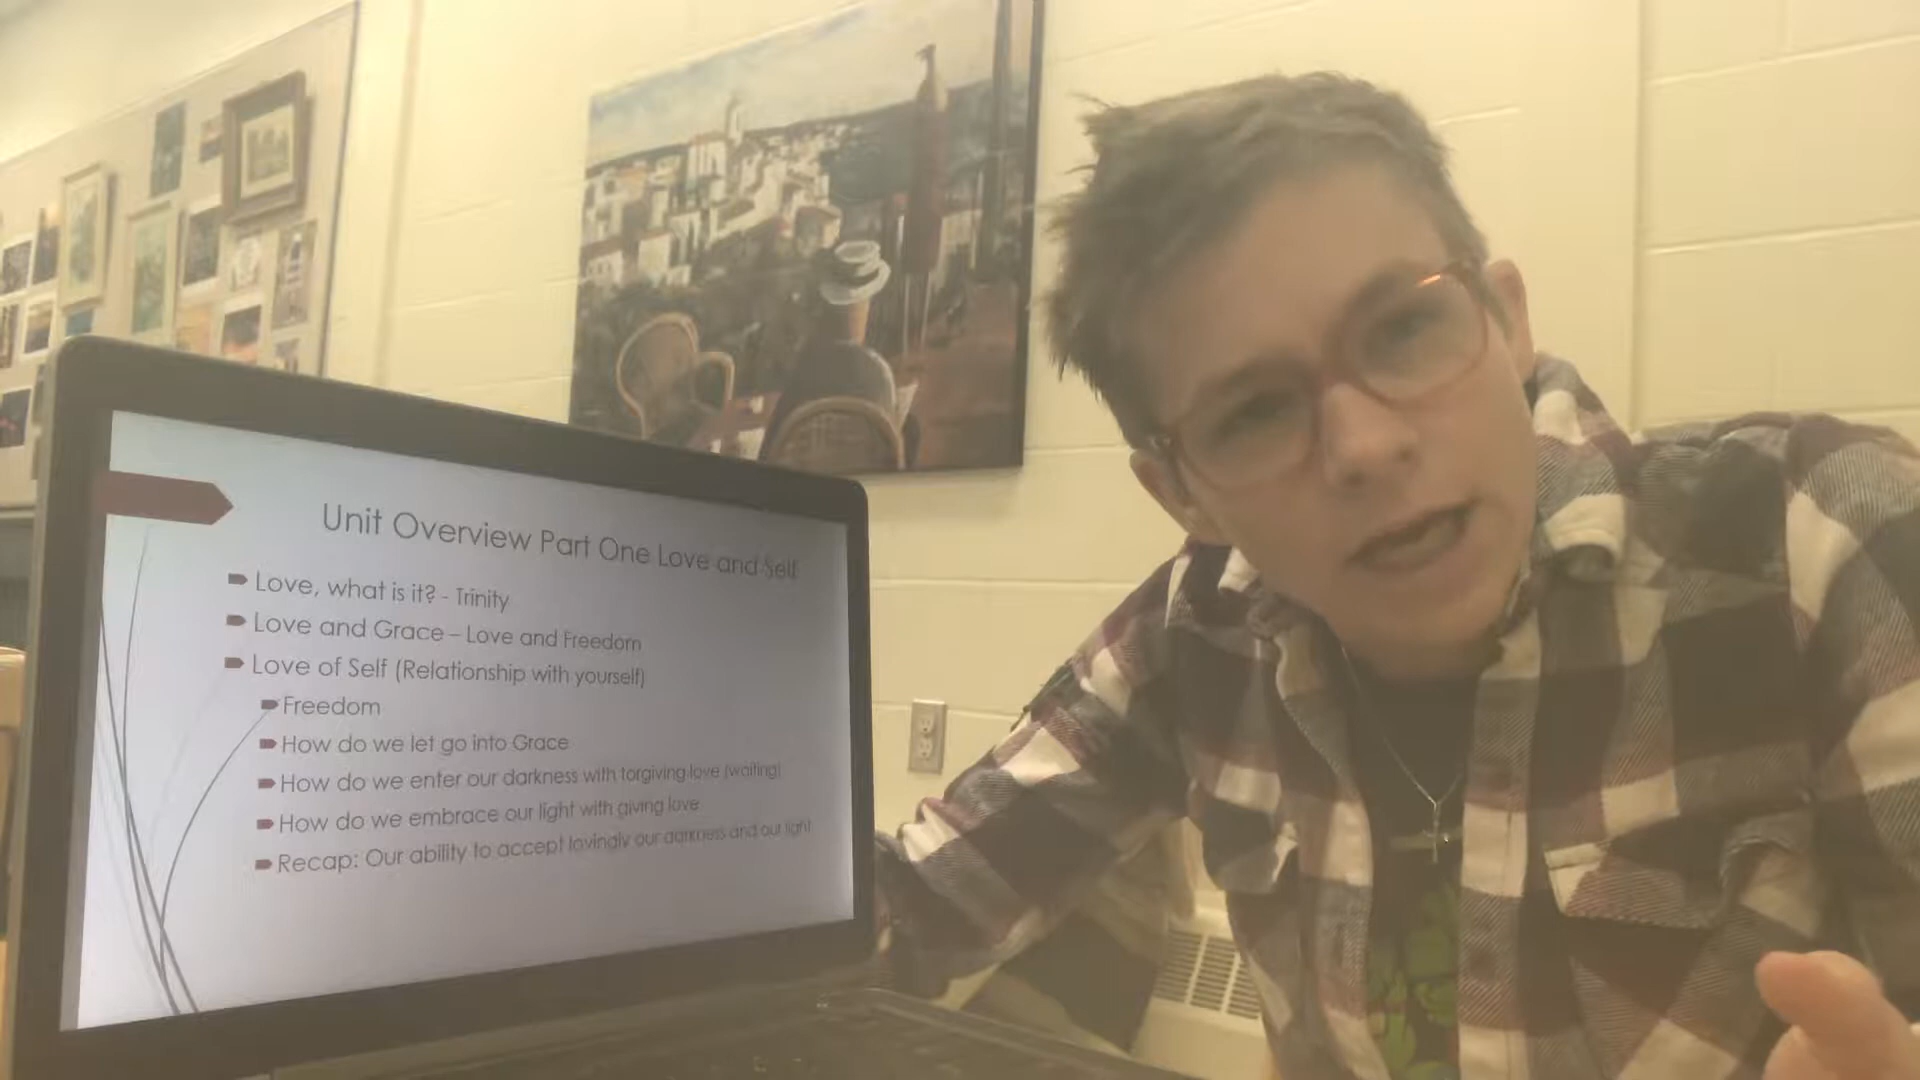 Unit Overview Part One Love and Self
Love, what is it? - Trinity
Love and Grace – Love and Freedom
Love of Self (Relationship with yourself)
Freedom
How do we let go into Grace
How do we enter our darkness with forgiving love (waiting)
How do we embrace our light with giving love
Recap: Our ability to accept lovingly our darkness and our light